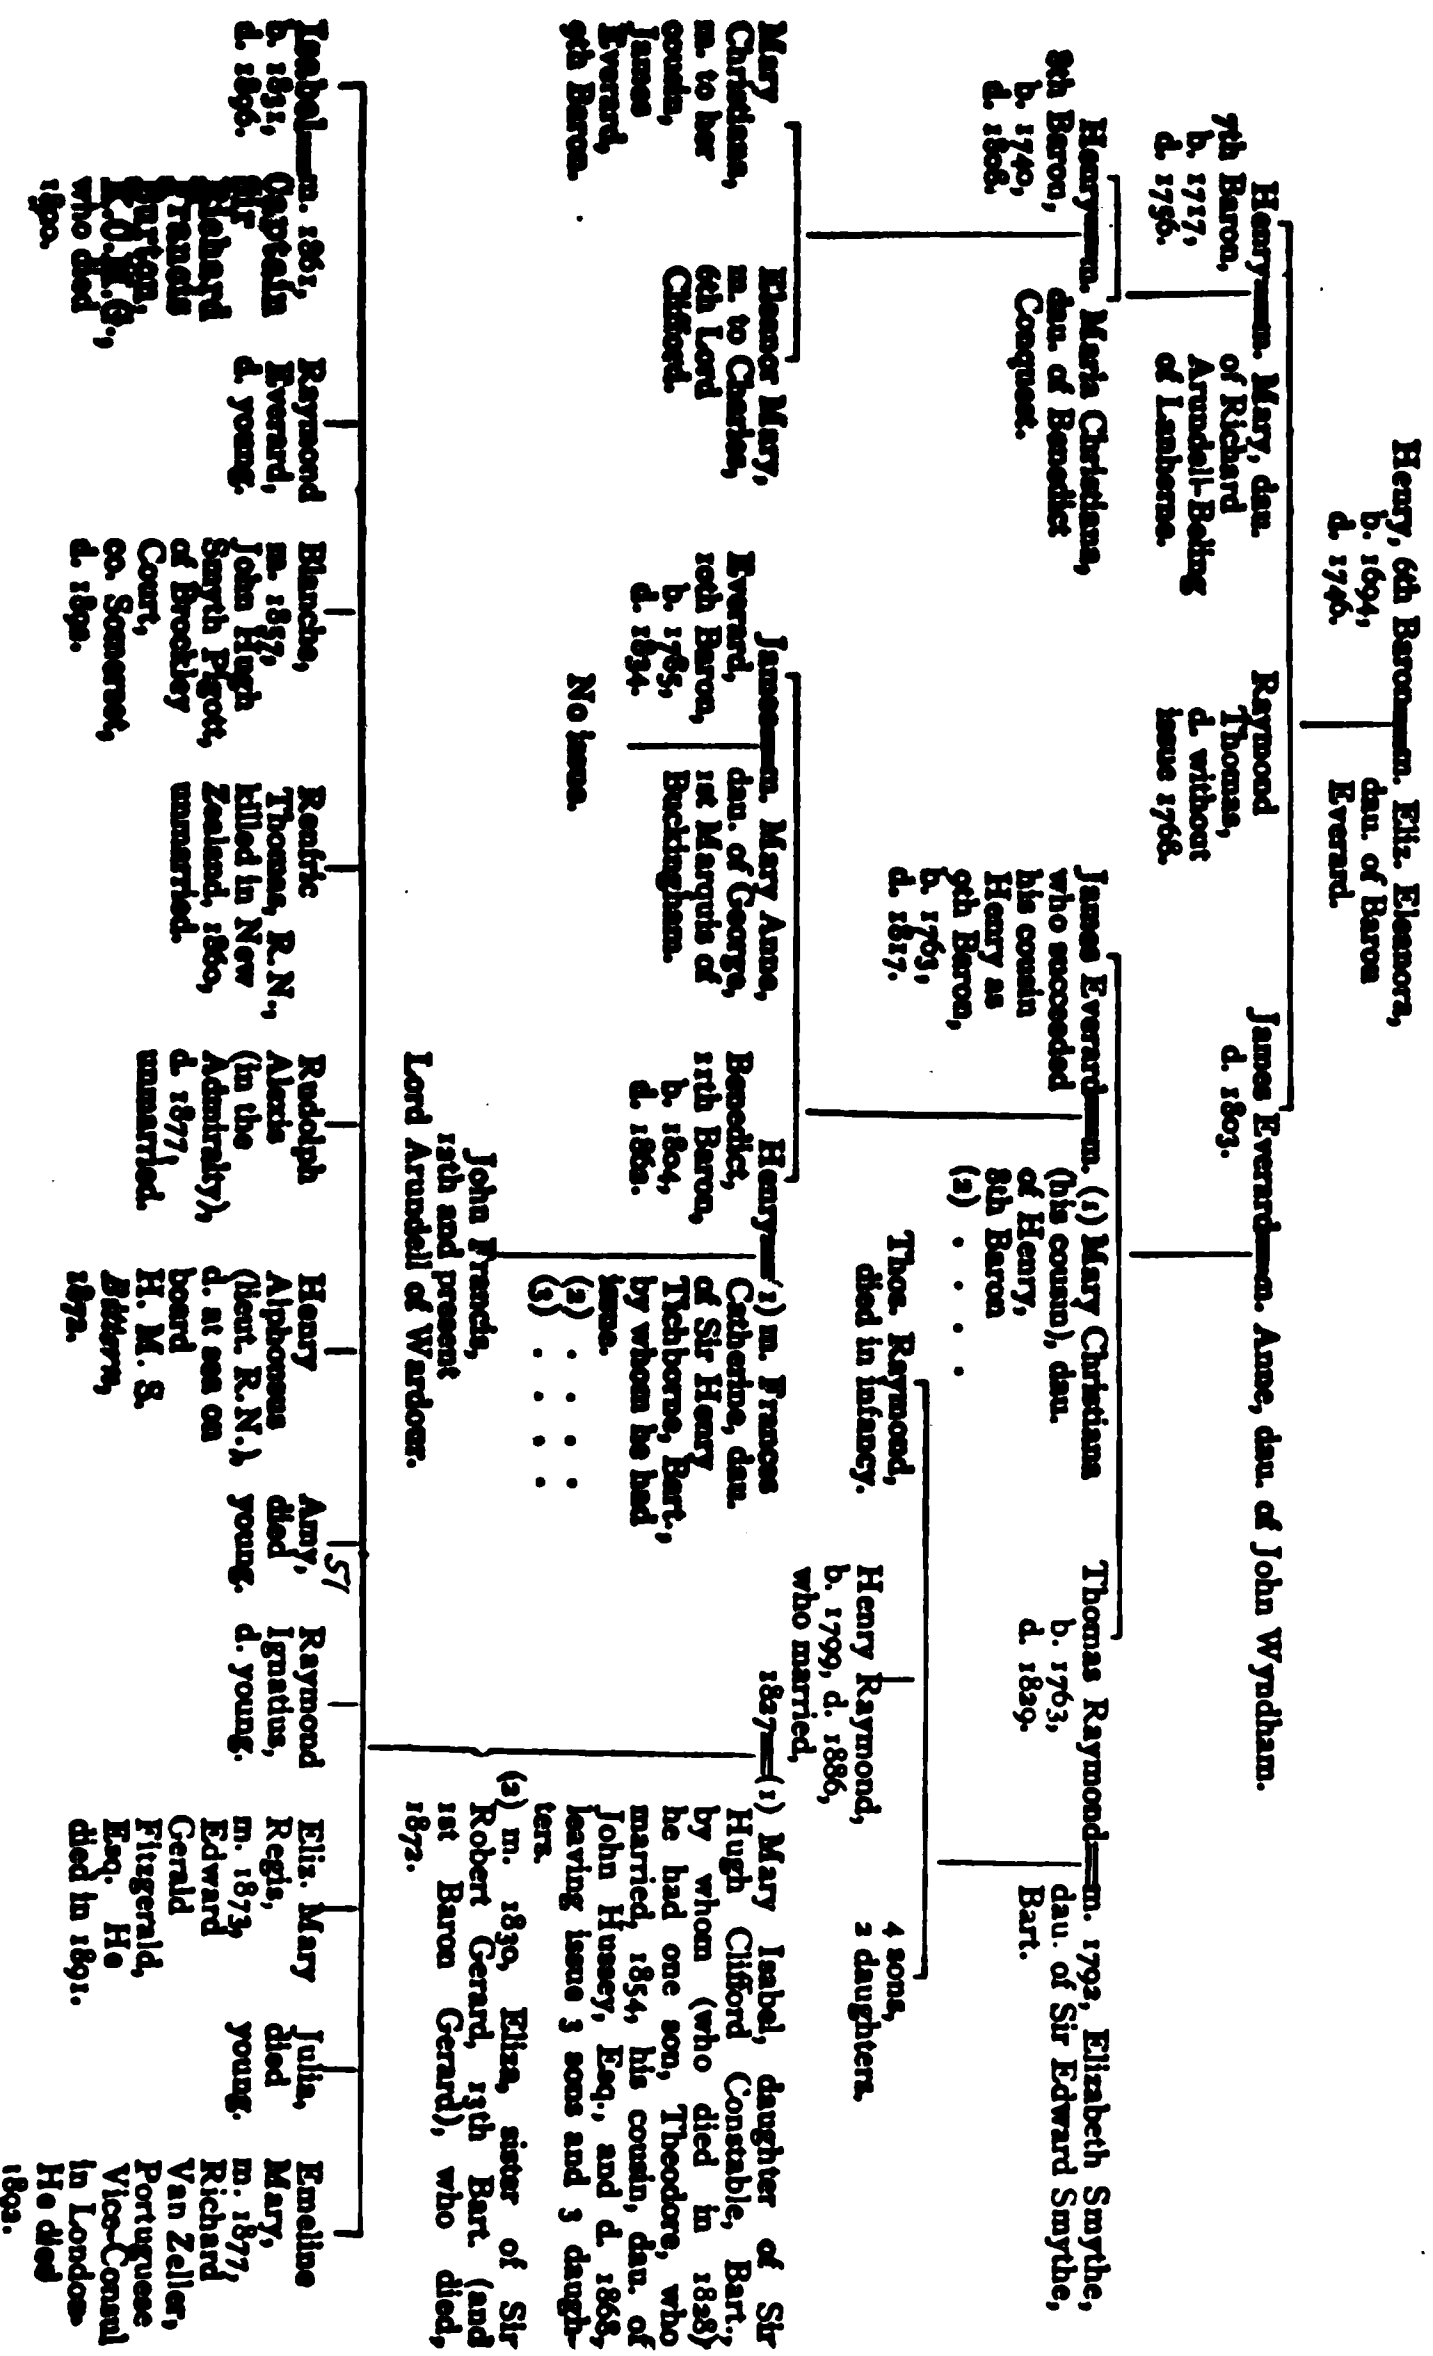 Henry, 6th Baron=m. Eliz. Eleanora,
b. 1694,
d. 1746.
dau. of Baron
Everard.
Henry=m. Mary, dau.
7th Baron,
b. 1717,
d. 1756.
of Richard
Arundell-Beling
of Lanherne.
Raymond
Thomas,
d. without
issue 1768.
James Everard=m. Anne, dau. of John Wyndham.
d. 1803.
Henry=m. Maria Christiana,
8th Baron,
b. 1740,
d. 1808.
dau. of Benedict
Conquest.
James Everard=m. (1) Mary Christiana
who succeeded
his cousin
Henry as
9th Baron,
b. 1763,
d. 1817.
(his cousin), dau.
of Henry,
8th Baron
(2) . . . .
Thomas Raymond=m. 1792, Elizabeth Smythe,
b. 1763,
d. 1829.
dau. of Sir Edward Smythe,
Bart.
Thos. Raymond,
died in infancy.
Henry Raymond,
b. 1799, d. 1886,
who married,
4 sons,
2 daughters.
Mary
Christiana,
m. to her
cousin,
James
Everard,
9th Baron.
Eleanor Mary,
m. to Charles,
6th Lord
Clifford.
James=m. Mary Anne,
Everard,
10th Baron,
b. 1785,
d. 1834.
dau. of George,
1st Marquis of
Buckingham.
No issue.
Henry=(1) m. Frances
Benedict,
11th Baron,
b. 1804,
d. 1862.
Catherine, dau.
of Sir Henry
Tichborne, Bart.,
by whom he had
issue.
(2) . . . .
(3) . . . .
John Francis,
12th and present
Lord Arundell of Wardour.
1827=(1) Mary Isabel, daughter of Sir
Hugh Clifford Constable, Bart.,
by whom (who died in 1828)
he had one son, Theodore, who
married, 1854, his cousin, dau. of
John Hussey, Esq., and d. 1868,
leaving issue 3 sons and 3 daugh-
ters.
(2) m. 1830, Eliza, sister of Sir
Robert Gerard, 13th Bart. (and
1st Baron Gerard), who died,
1872.
Isabel=m. 1861,
b. 1831,
d. 1896.
Captain
Sir
Richard
Francis
Burton,
K.C.M.G.,
who died
1890.
Raymond
Everard,
d. young.
Blanche,
m. 1857,
John Hugh
Smyth Pigott,
of Brockley
Court,
co. Somerset,
d. 1892.
Renfric
Thomas, R.N.,
killed in New
Zealand, 1860,
unmarried.
Rudolph
Alexis
(in the
Admiralty),
d. 1877,
unmarried.
Henry
Alphonsus
(lieut. R.N.),
d. at sea on
board
H. M. S.
Bittern,
1872.
57
Amy,
died
young.
Raymond
Ignatius,
d. young.
Eliz. Mary
Regis,
m. 1873,
Edward
Gerald
Fitzgerald,
Esq. He
died in 1891.
Julia,
died
young.
Emeline
Mary,
m. 1877,
Richard
Van Zeller,
Portuguese
Vice-Consul
in London.
He died
1892.